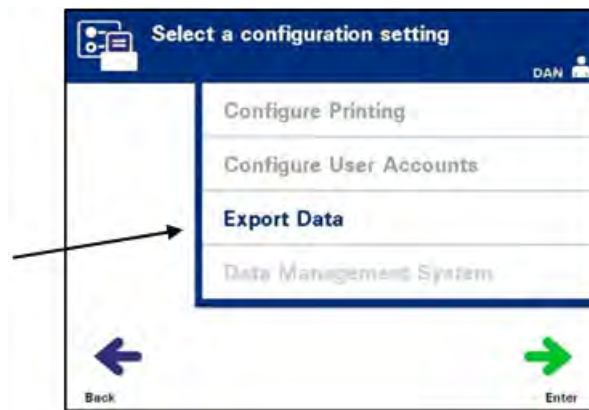 Select a configuration setting
DAN
Configure Printing
Configure User Accounts
Export Data
Data Management System
Back
Enter